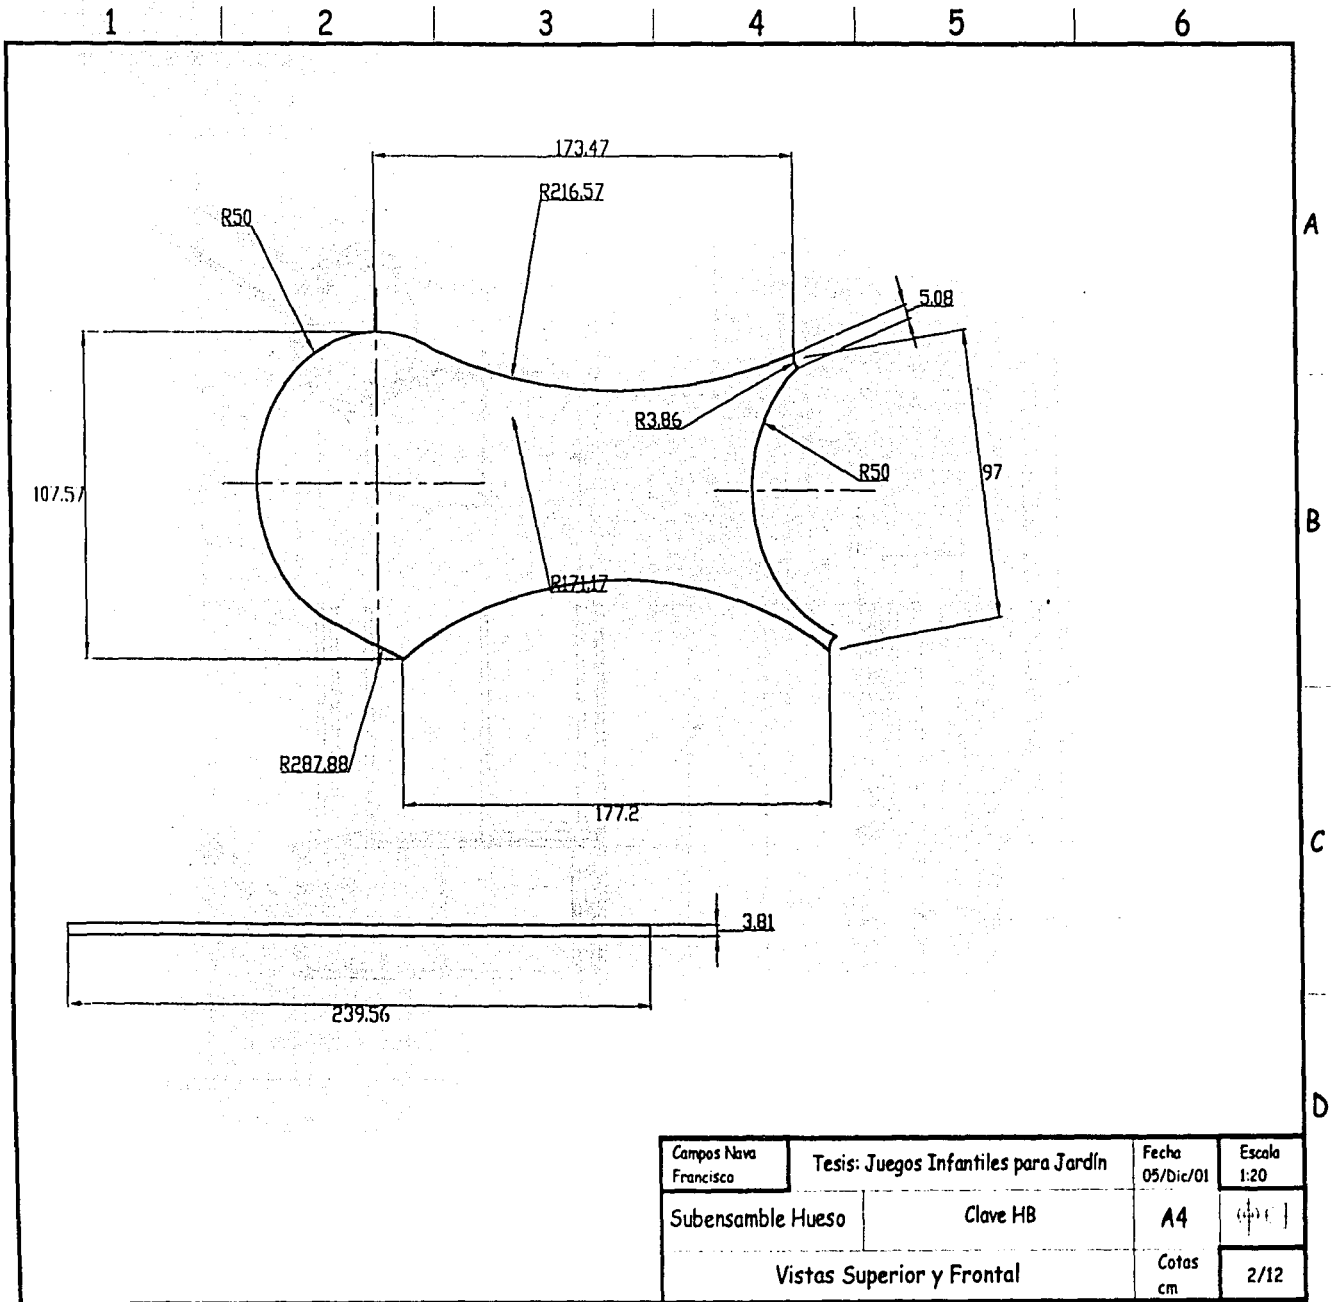 1 2 3 4 5 6
173.47
R216.57
R50
A
5.08
R3.86
R50
97
107.57
B
R171.17
R287.88
177.2
C
3.81
239.56
D
Campos Nava
Francisco
Tesis: Juegos Infantiles para Jardín
Fecha
05/Dic/01
Escala
1:20
Subensamble Hueso
Clave HB
A4
Vistas Superior y Frontal
Cotas
cm
2/12